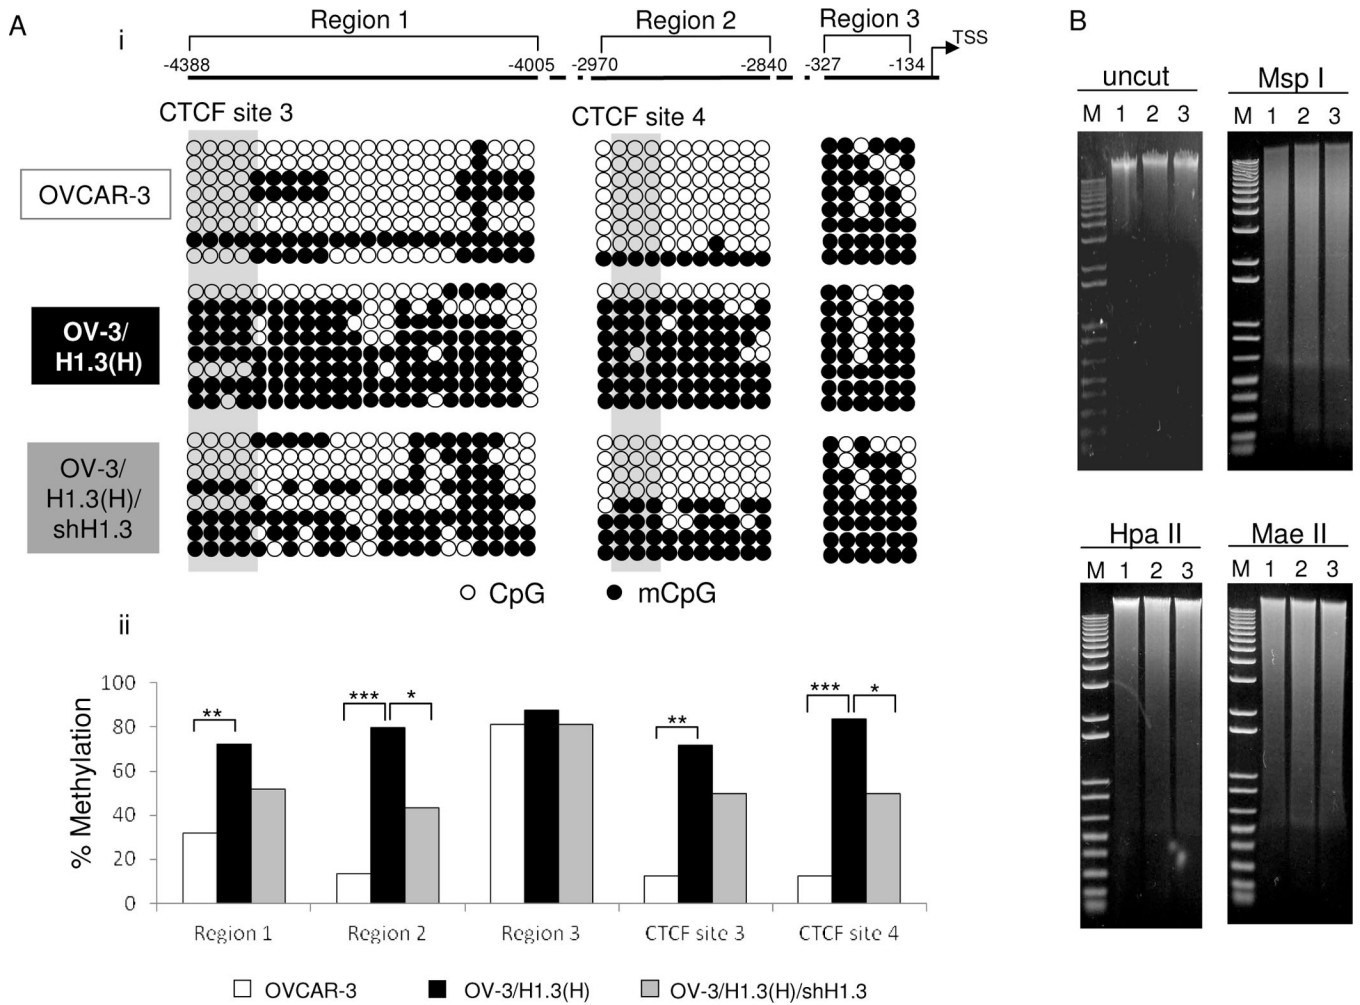 A
i
Region 1
Region 2
Region 3
TSS
-4388
-4005
-2970
-2840
-327
-134
CTCF site 3
CTCF site 4
OVCAR-3
OV-3/
H1.3(H)
OV-3/
H1.3(H)/
shH1.3
CpG
mCpG
ii
% Methylation
100
80
60
40
20
0
**
***
*
**
***
*
Region 1
Region 2
Region 3
CTCF site 3
CTCF site 4
OVCAR-3
OV-3/H1.3(H)
OV-3/H1.3(H)/shH1.3
B
uncut
M 1 2 3
Msp I
M 1 2 3
Hpa II
M 1 2 3
Mae II
M 1 2 3